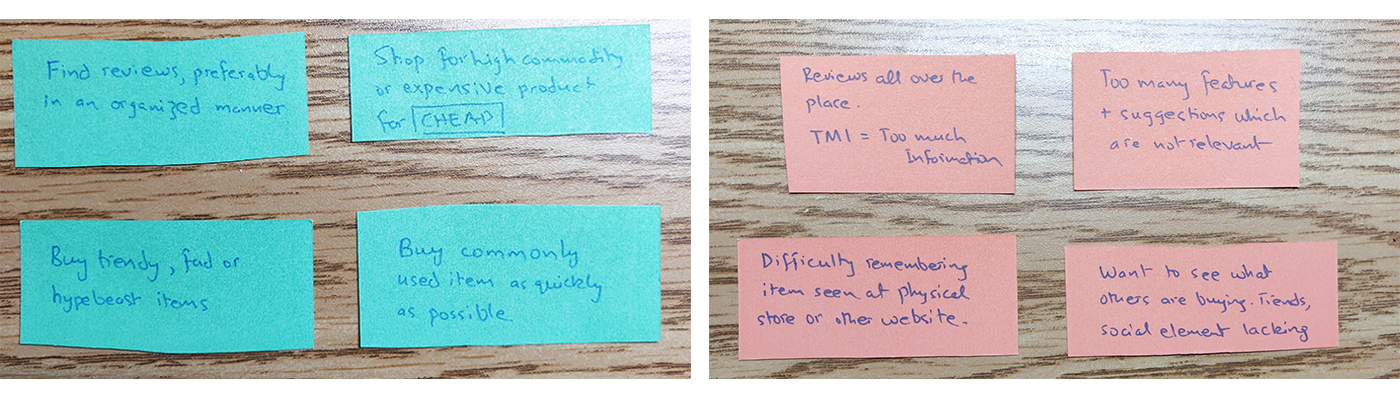 Find reviews, preferably
in an organized manner
Shop for high commodity
or expensive product
for CHEAP
Buy trendy, fad or
hypebeast items
Buy commonly
used item as quickly
as possible.
Reviews all over the
place.
TMI = Too much
Information
Too many features
+ suggestions which
are not relevant
Difficulty remembering
item seen at physical
store or other website.
Want to see what
others are buying. Trends,
social element lacking